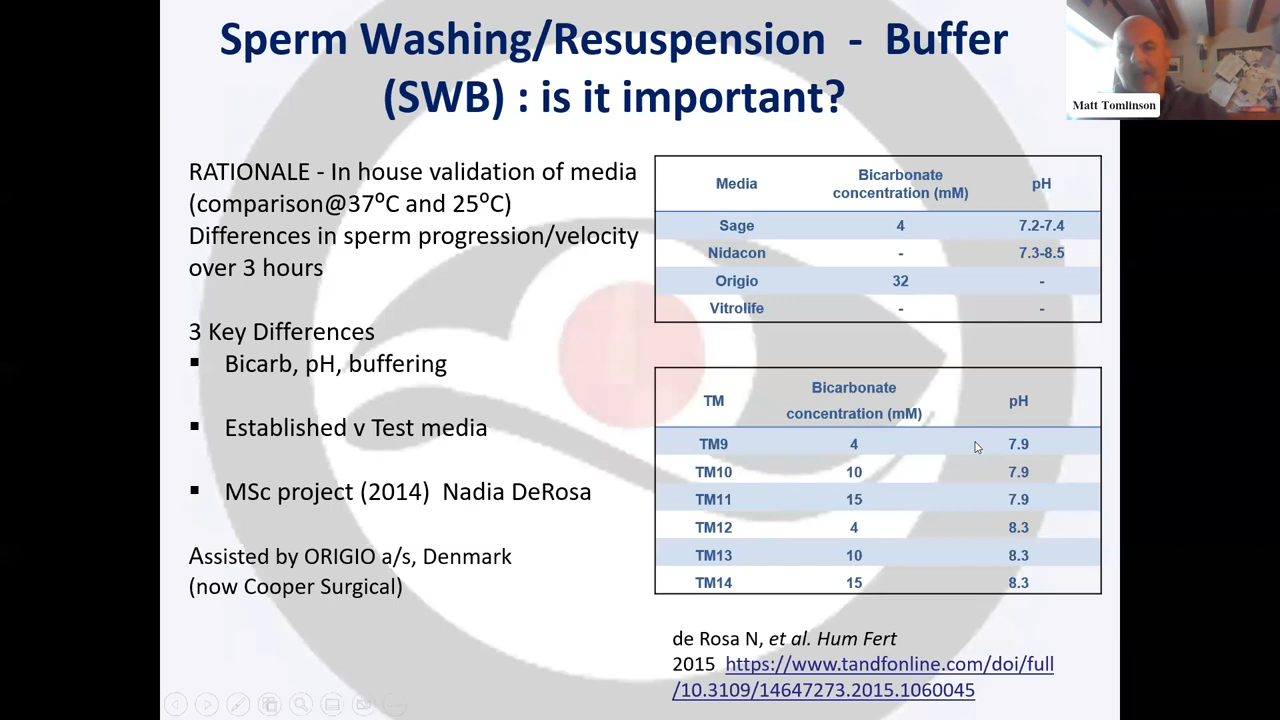 Sperm Washing/Resuspension - Buffer
(SWB) : is it important?
Matt Tomlinson
RATIONALE - In house validation of media
(comparison@37⁰C and 25⁰C)
Differences in sperm progression/velocity
over 3 hours
3 Key Differences
▪ Bicarb, pH, buffering
▪ Established v Test media
▪ MSc project (2014) Nadia DeRosa
Assisted by ORIGIO a/s, Denmark
(now Cooper Surgical)
Media Bicarbonate concentration (mM) pH
Sage 4 7.2-7.4
Nidacon - 7.3-8.5
Origio 32 -
Vitrolife - -
TM Bicarbonate concentration (mM) pH
TM9 4 7.9
TM10 10 7.9
TM11 15 7.9
TM12 4 8.3
TM13 10 8.3
TM14 15 8.3
de Rosa N, et al. Hum Fert
2015 https://www.tandfonline.com/doi/full
/10.3109/14647273.2015.1060045